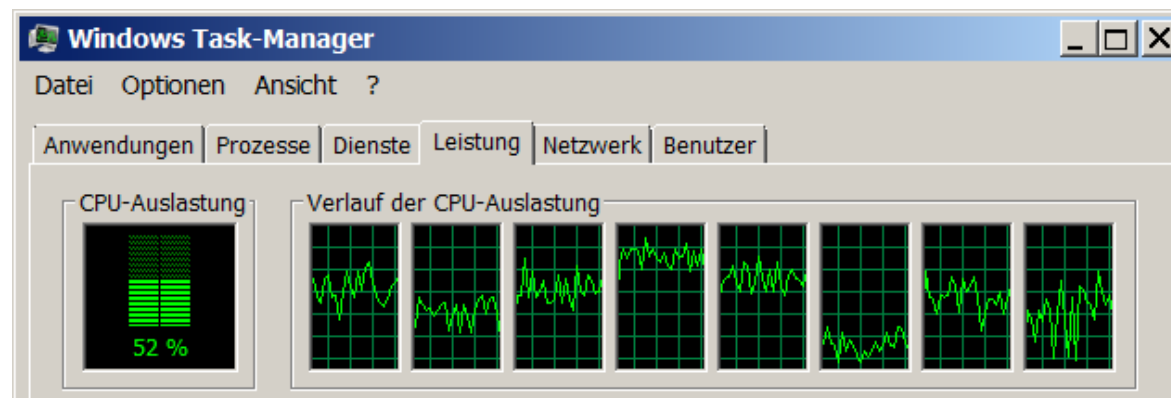 Windows Task-Manager
Datei Optionen Ansicht ?
Anwendungen Prozesse Dienste Leistung Netzwerk Benutzer
CPU-Auslastung Verlauf der CPU-Auslastung
52 %